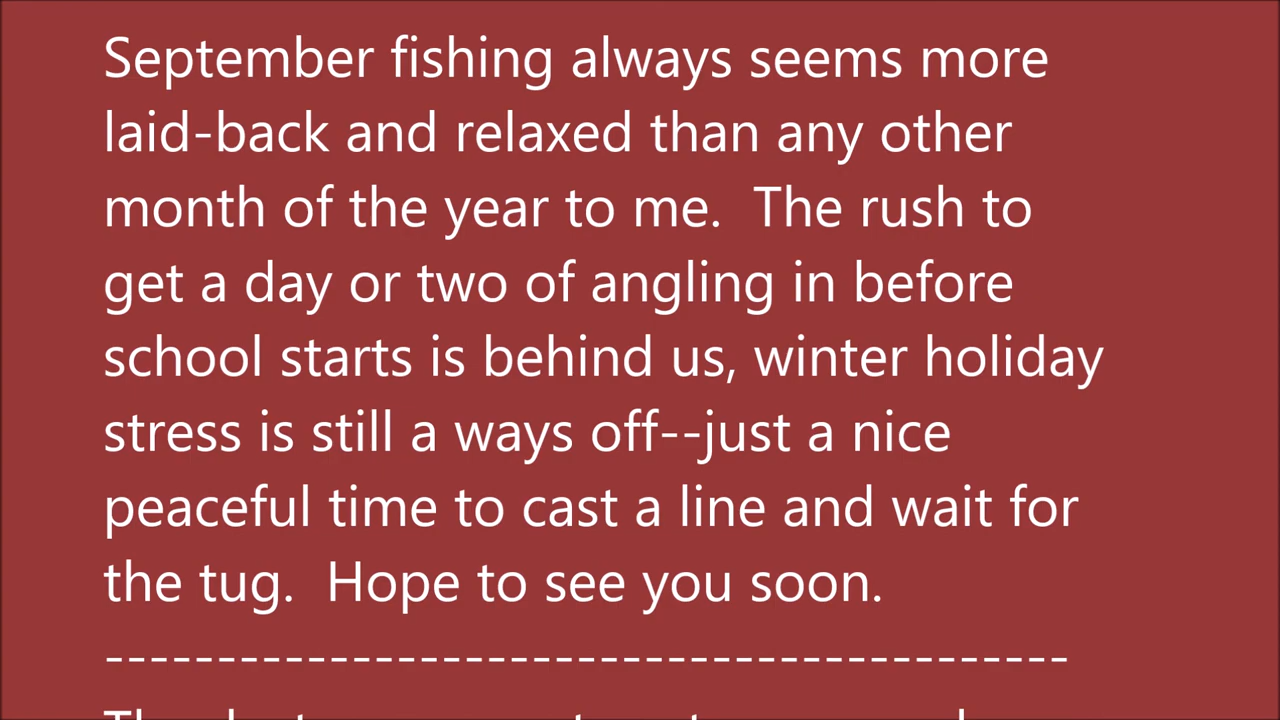 September fishing always seems more
laid-back and relaxed than any other
month of the year to me.  The rush to
get a day or two of angling in before
school starts is behind us, winter holiday
stress is still a ways off--just a nice
peaceful time to cast a line and wait for
the tug.  Hope to see you soon.
-------------------------------------------